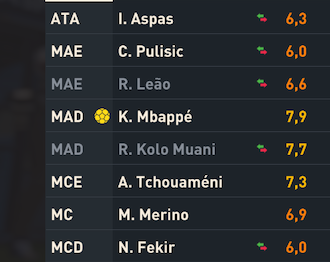 ATA I. Aspas 6,3
MAE C. Pulisic 6,0
MAE R. Leão 6,6
MAD K. Mbappé 7,9
MAD R. Kolo Muani 7,7
MCE A. Tchouaméni 7,3
MC M. Merino 6,9
MCD N. Fekir 6,0